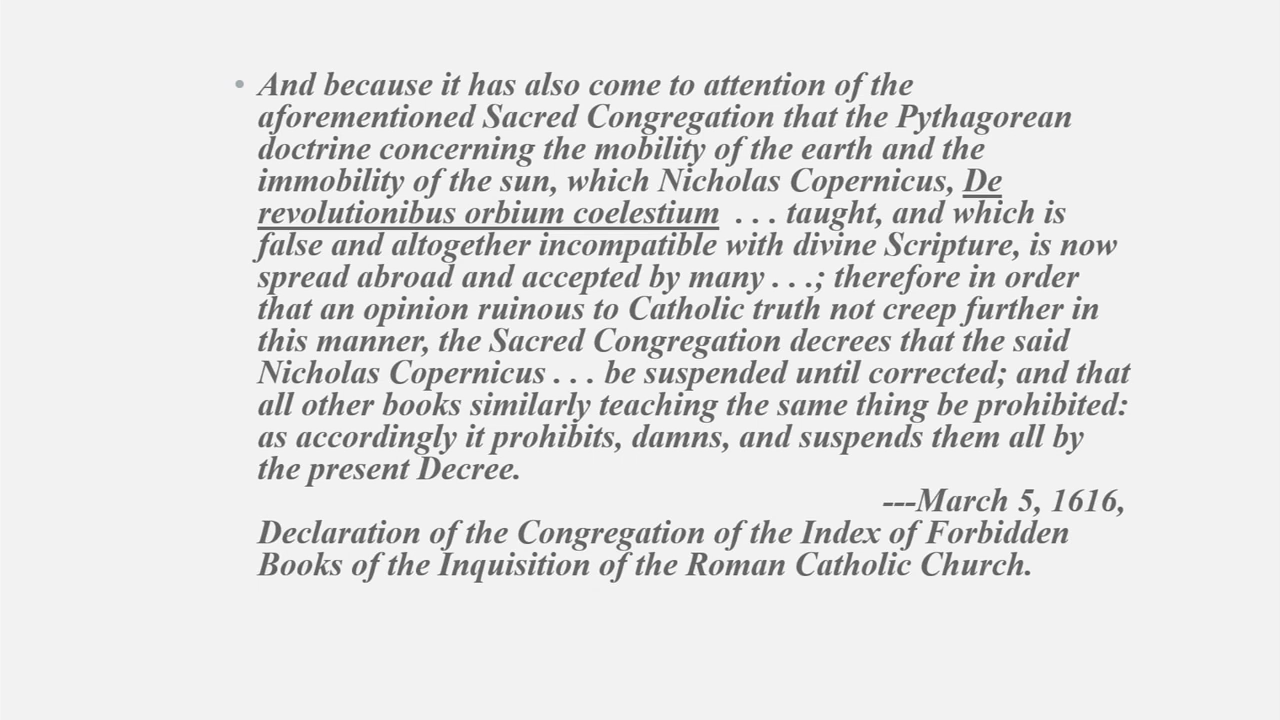 • And because it has also come to attention of the
aforementioned Sacred Congregation that the Pythagorean
doctrine concerning the mobility of the earth and the
immobility of the sun, which Nicholas Copernicus, De
revolutionibus orbium coelestium . . . taught, and which is
false and altogether incompatible with divine Scripture, is now
spread abroad and accepted by many . . .; therefore in order
that an opinion ruinous to Catholic truth not creep further in
this manner, the Sacred Congregation decrees that the said
Nicholas Copernicus . . . be suspended until corrected; and that
all other books similarly teaching the same thing be prohibited:
as accordingly it prohibits, damns, and suspends them all by
the present Decree.
---March 5, 1616,
Declaration of the Congregation of the Index of Forbidden
Books of the Inquisition of the Roman Catholic Church.